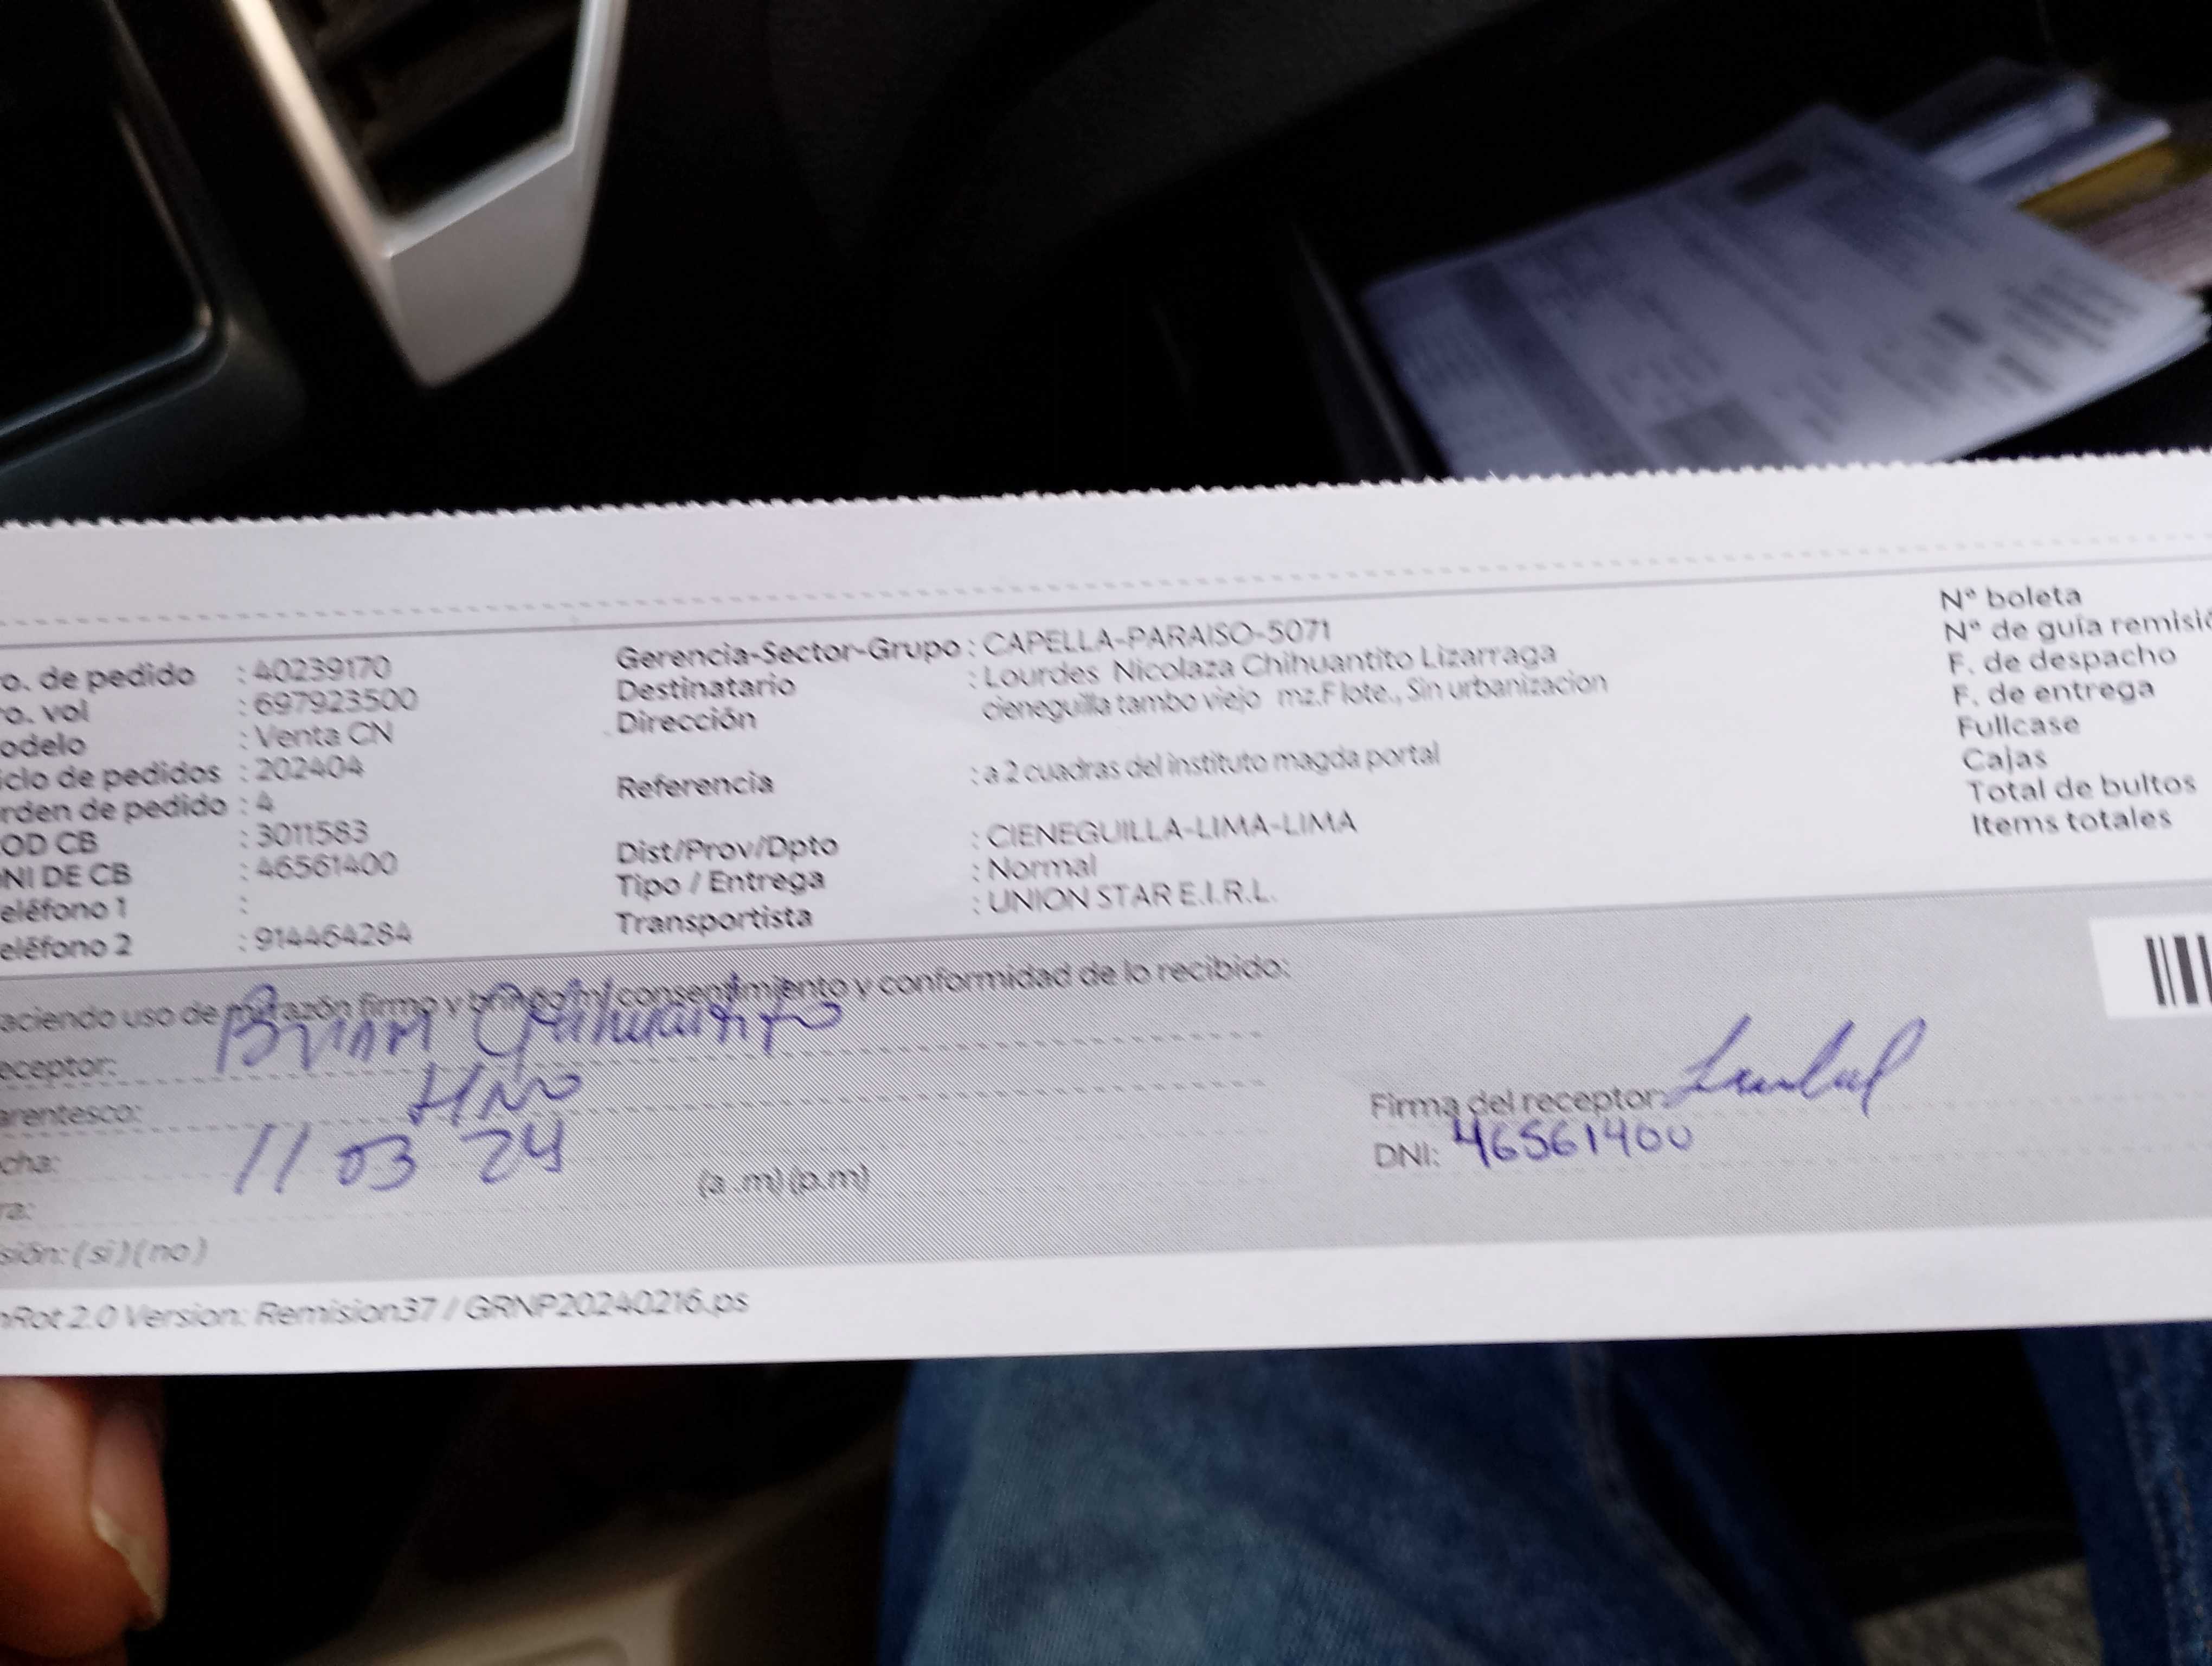 o. de pedido : 40239170
o. vol : 697923500
odelo : Venta CN
iclo de pedidos : 202404
rden de pedido : 4
OD CB : 3011583
NI DE CB : 46561400
eléfono 1 :
eléfono 2 : 914464284
Gerencia-Sector-Grupo : CAPELLA-PARAISO-5071
Destinatario : Lourdes Nicolaza Chihuantito Lizarraga
Dirección cieneguilla tambo viejo mz.F lote., Sin urbanizacion
Referencia : a 2 cuadras del instituto magda portal
Dist/Prov/Dpto : CIENEGUILLA-LIMA-LIMA
Tipo / Entrega : Normal
Transportista : UNION STAR E.I.R.L.
N° boleta
N° de guía remisió
F. de despacho
F. de entrega
Fullcase
Cajas
Total de bultos
Items totales
aciendo uso de mi razón firmo y brindo mi consentimiento y conformidad de lo recibido:
eceptor: Brian Chihuantito
arentesco: HNO
cha: 11 03 24
ra: (a .m) (p.m)
sión: (si) (no)
Firma del receptor:
DNI: 46561400
nRot 2.0 Version: Remision37 / GRNP20240216.ps